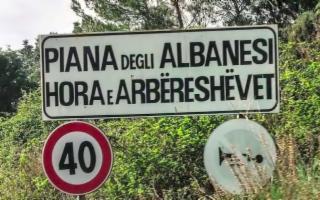 PIANA DEGLI ALBANESI
HORA E ARBËRESHËVET
40